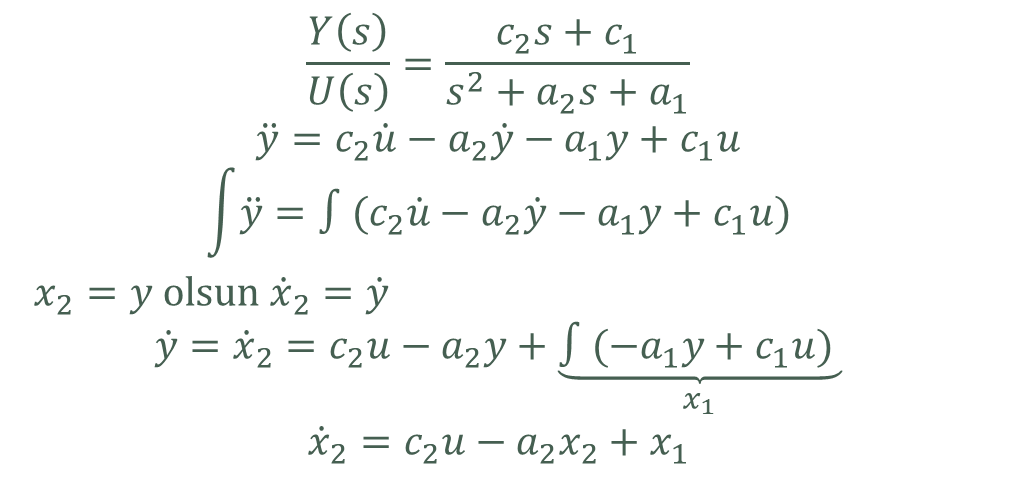 Y(s)/U(s) = (c₂s + c₁)/(s² + a₂s + a₁)
ÿ = c₂u̇ − a₂ẏ − a₁y + c₁u
∫ÿ = ∫ (c₂u̇ − a₂ẏ − a₁y + c₁u)
x₂ = y olsun ẋ₂ = ẏ
ẏ = ẋ₂ = c₂u − a₂y + ∫ (−a₁y + c₁u)
x₁
ẋ₂ = c₂u − a₂x₂ + x₁